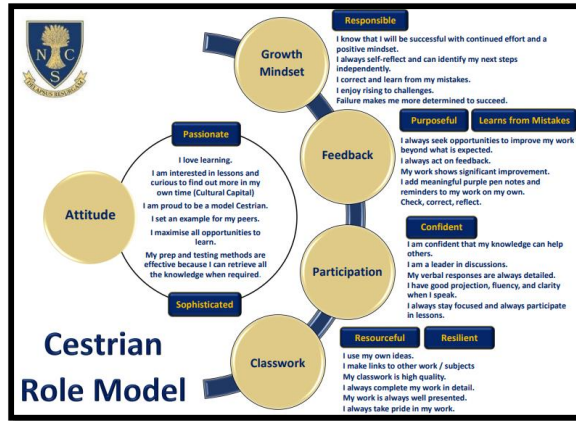 N C
S
DELAPSUS RESURGAM
Growth
Mindset
Responsible
I know that I will be successful with continued effort and a
positive mindset.
I always self-reflect and can identify my next steps
independently.
I correct and learn from my mistakes.
I enjoy rising to challenges.
Failure makes me more determined to succeed.
Feedback
Purposeful
Learns from Mistakes
I always seek opportunities to improve my work
beyond what is expected.
I always act on feedback.
My work shows significant improvement.
I add meaningful purple pen notes and
reminders to my work on my own.
Check, correct, reflect.
Attitude
Passionate
I love learning.
I am interested in lessons and
curious to find out more in my
own time (Cultural Capital)
I am proud to be a model Cestrian.
I set an example for my peers.
I maximise all opportunities to
learn.
My prep and testing methods are
effective because I can retrieve all
the knowledge when required.
Sophisticated
Participation
Confident
I am confident that my knowledge can help
others.
I am a leader in discussions.
My verbal responses are always detailed.
I have good projection, fluency, and clarity
when I speak.
I always stay focused and always participate
in lessons.
Classwork
Resourceful
Resilient
I use my own ideas.
I make links to other work / subjects
My classwork is high quality.
I always complete my work in detail.
My work is always well presented.
I always take pride in my work.
Cestrian
Role Model